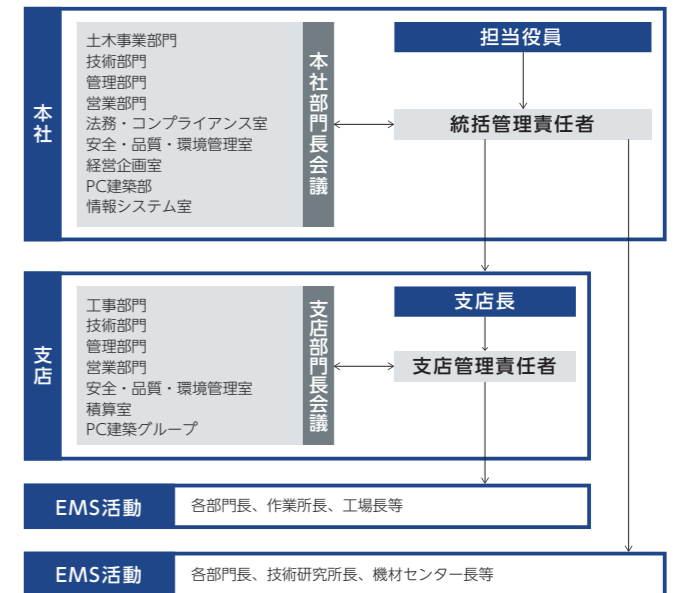 本社
土木事業部門
技術部門
管理部門
営業部門
法務・コンプライアンス室
安全・品質・環境管理室
経営企画室
PC建築部
情報システム室
本社部門長会議
担当役員
統括管理責任者
支店
工事部門
技術部門
管理部門
営業部門
安全・品質・環境管理室
積算室
PC建築グループ
支店部門長会議
支店長
支店管理責任者
EMS活動
各部門長、作業所長、工場長等
EMS活動
各部門長、技術研究所長、機材センター長等